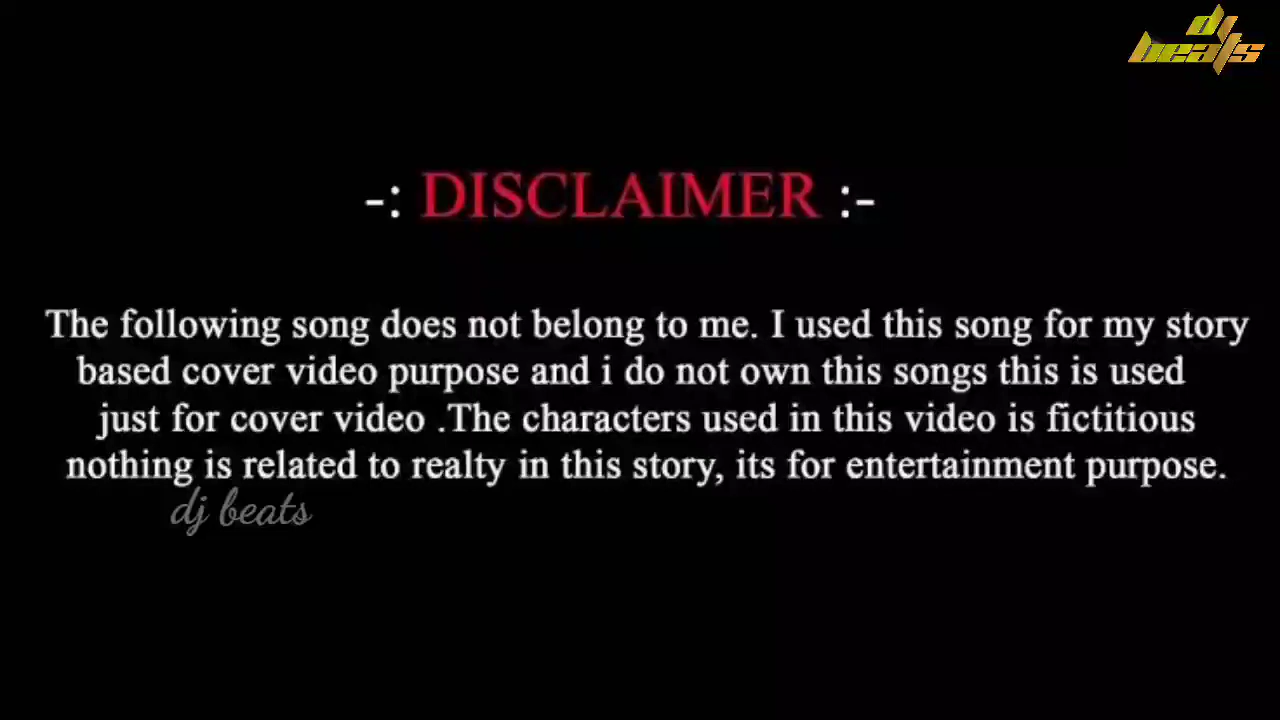 dj
beats
-: DISCLAIMER :-
The following song does not belong to me. I used this song for my story
based cover video purpose and i do not own this songs this is used
just for cover video .The characters used in this video is fictitious
nothing is related to realty in this story, its for entertainment purpose.
dj beats